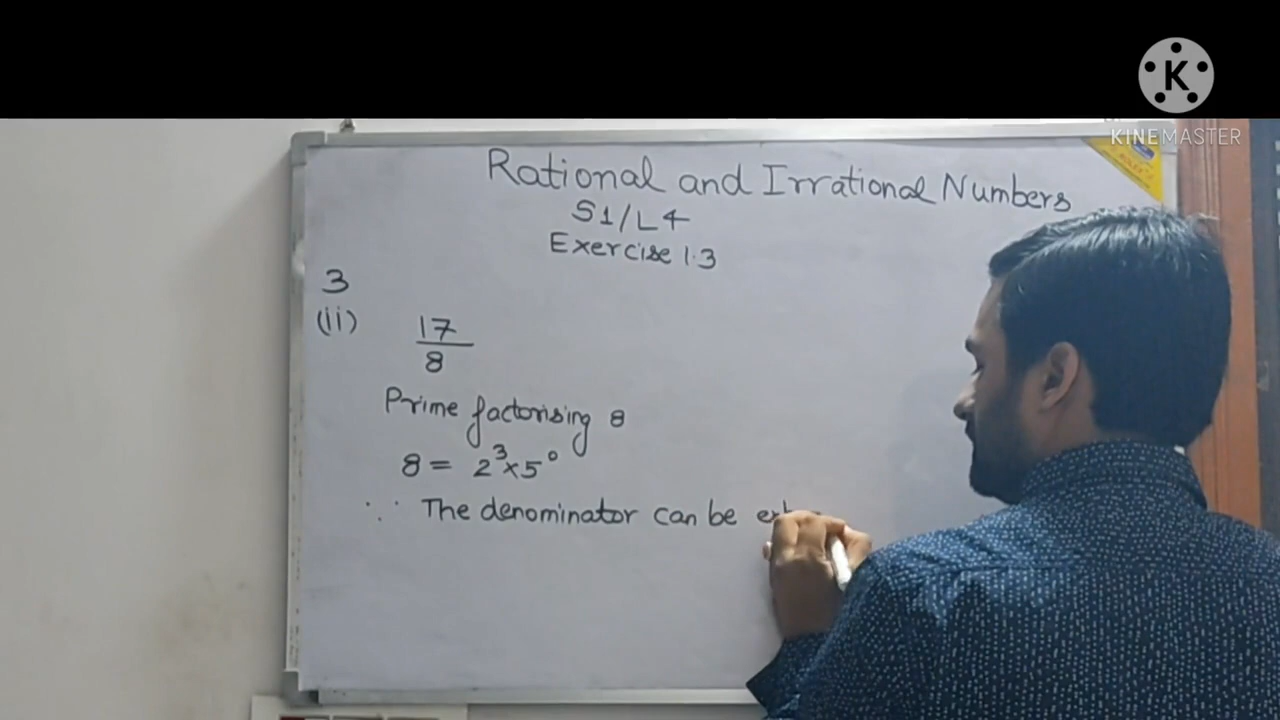 K
KINEMASTER
Rational and Irrational Numbers
S1/L4
Exercise 1.3
3
(ii) 17/8
Prime factorising 8
8 = 2³×5⁰
∵ The denominator can be